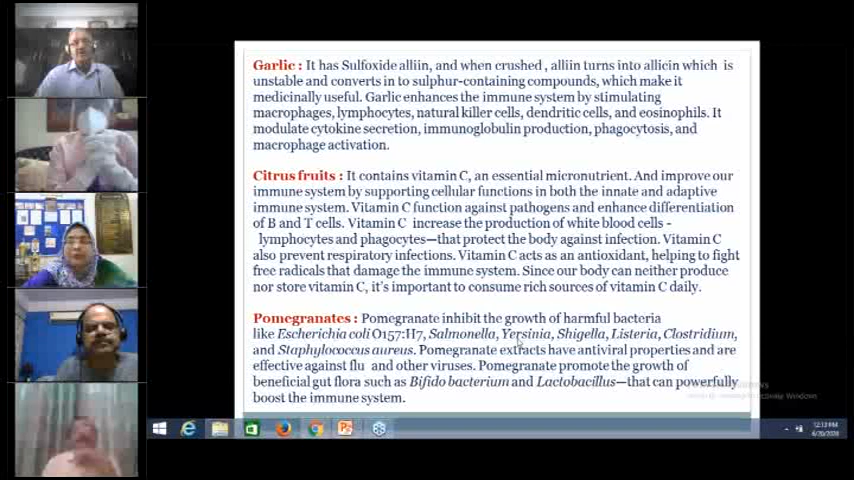 Garlic : It has Sulfoxide alliin, and when crushed , alliin turns into allicin which is
unstable and converts in to sulphur-containing compounds, which make it
medicinally useful. Garlic enhances the immune system by stimulating
macrophages, lymphocytes, natural killer cells, dendritic cells, and eosinophils. It
modulate cytokine secretion, immunoglobulin production, phagocytosis, and
macrophage activation.
Citrus fruits : It contains vitamin C, an essential micronutrient. And improve our
immune system by supporting cellular functions in both the innate and adaptive
immune system. Vitamin C function against pathogens and enhance differentiation
of B and T cells. Vitamin C increase the production of white blood cells -
lymphocytes and phagocytes—that protect the body against infection. Vitamin C
also prevent respiratory infections. Vitamin C acts as an antioxidant, helping to fight
free radicals that damage the immune system. Since our body can neither produce
nor store vitamin C, it's important to consume rich sources of vitamin C daily.
Pomegranates : Pomegranate inhibit the growth of harmful bacteria
like Escherichia coli O157:H7, Salmonella, Yersinia, Shigella, Listeria, Clostridium,
and Staphylococcus aureus. Pomegranate extracts have antiviral properties and are
effective against flu and other viruses. Pomegranate promote the growth of
beneficial gut flora such as Bifido bacterium and Lactobacillus—that can powerfully
boost the immune system.
12:13 PM
6/20/2020